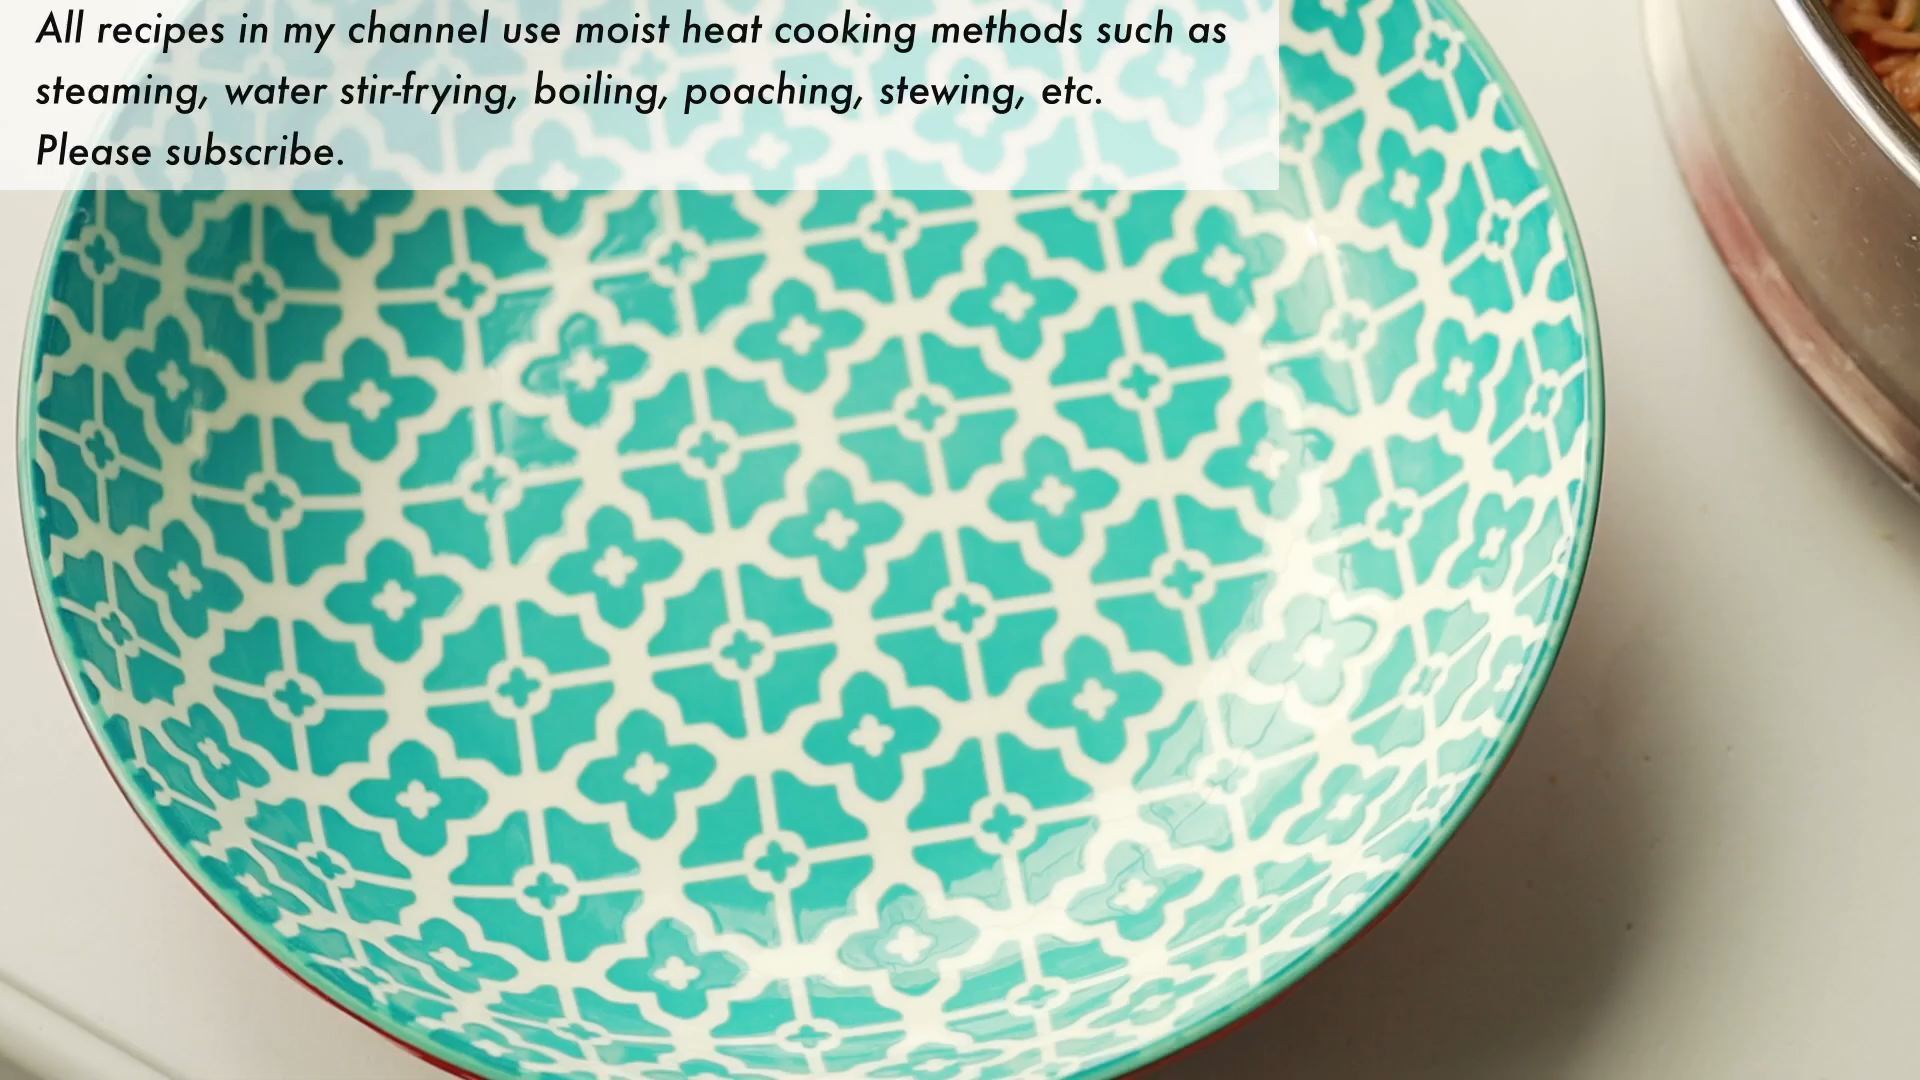 All recipes in my channel use moist heat cooking methods such as
steaming, water stir-frying, boiling, poaching, stewing, etc.
Please subscribe.